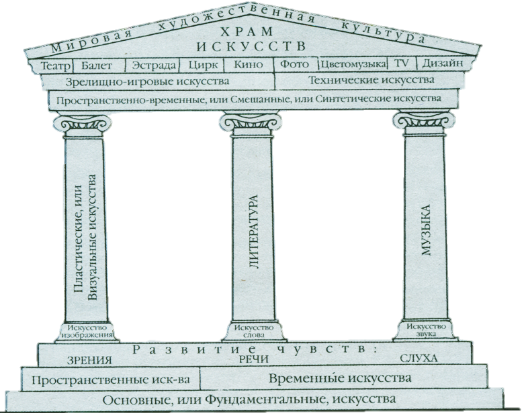 Мировая художественная культура
ХРАМ
ИСКУССТВ
Театр Балет Эстрада Цирк Кино Фото Цветомузыка TV Дизайн
Зрелищно-игровые искусства Технические искусства
Пространственно-временные, или Смешанные, или Синтетические искусства
Пластические, или
Визуальные искусства
ЛИТЕРАТУРА
МУЗЫКА
Искусство
изображения
Искусство
слова
Искусство
звука
Развитие чувств:
ЗРЕНИЯ РЕЧИ СЛУХА
Пространственные иск-ва Временные искусства
Основные, или Фундаментальные, искусства